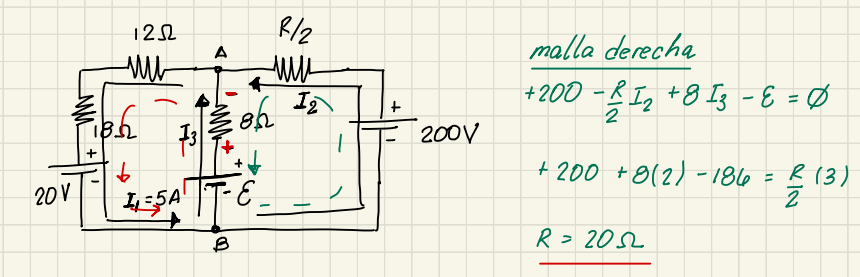 12Ω
R/2
A
malla derecha
+200 - R/2 I₂ + 8 I₃ - ε = Ø
- I₂
18Ω I₃ 8Ω
+ +
+ 200V
+ + -
20V - I₁ = 5A - ε
+ 200 + 8(2) - 186 = R/2 (3)
B
R = 20Ω